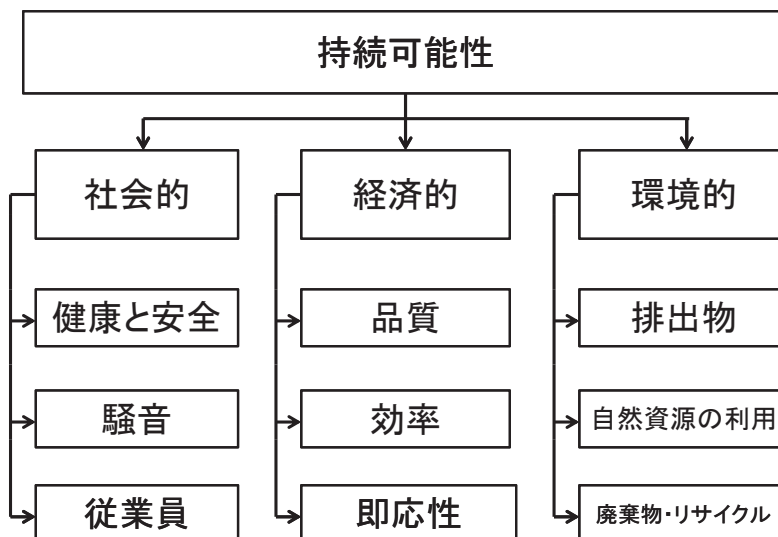 持続可能性
社会的
経済的
環境的
健康と安全
品質
排出物
騒音
効率
自然資源の利用
従業員
即応性
廃棄物・リサイクル